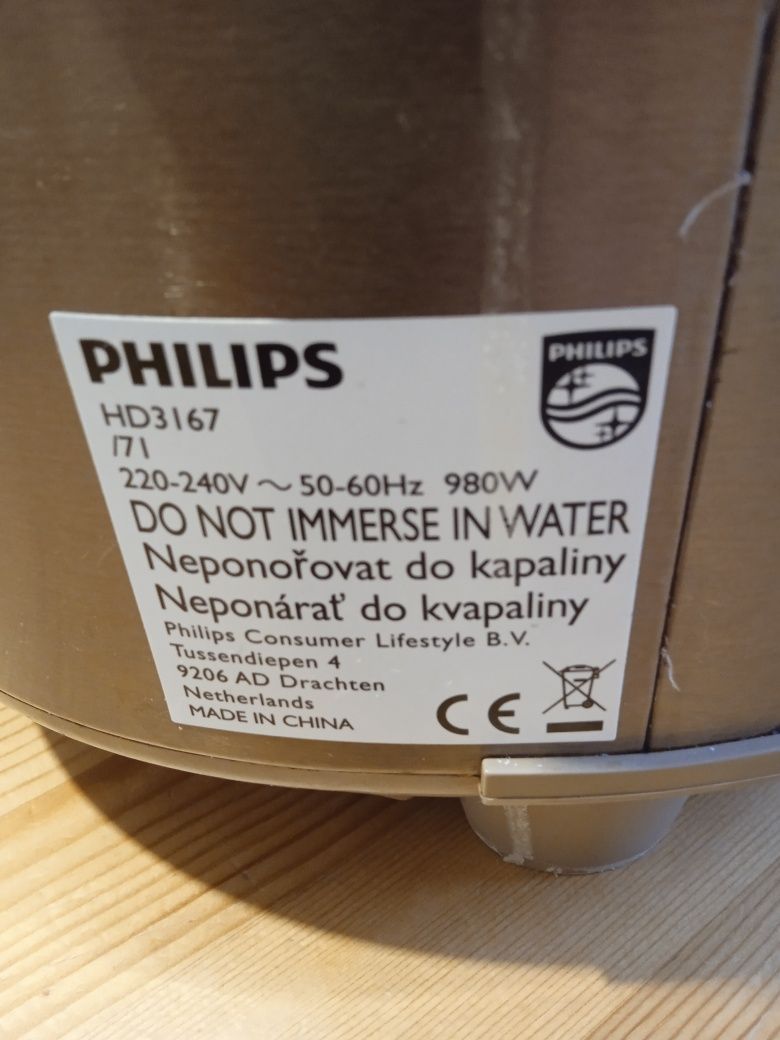 PHILIPS
PHILIPS
HD3167
/71
220-240V ~ 50-60Hz 980W
DO NOT IMMERSE IN WATER
Neponořovat do kapaliny
Neponárať do kvapaliny
Philips Consumer Lifestyle B.V.
Tussendiepen 4
9206 AD Drachten
Netherlands
MADE IN CHINA
CE